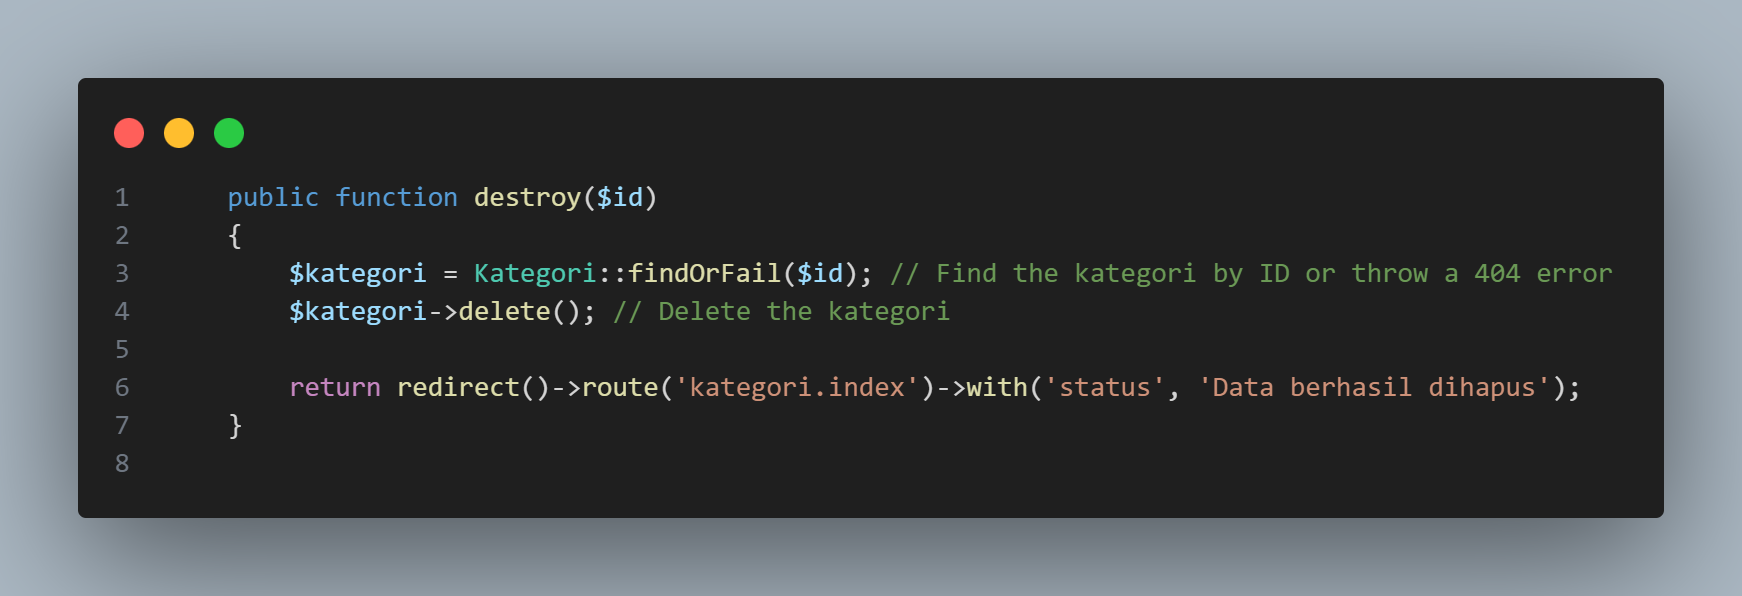 1 public function destroy($id)
2 {
3 $kategori = Kategori::findOrFail($id); // Find the kategori by ID or throw a 404 error
4 $kategori->delete(); // Delete the kategori
5
6 return redirect()->route('kategori.index')->with('status', 'Data berhasil dihapus');
7 }
8